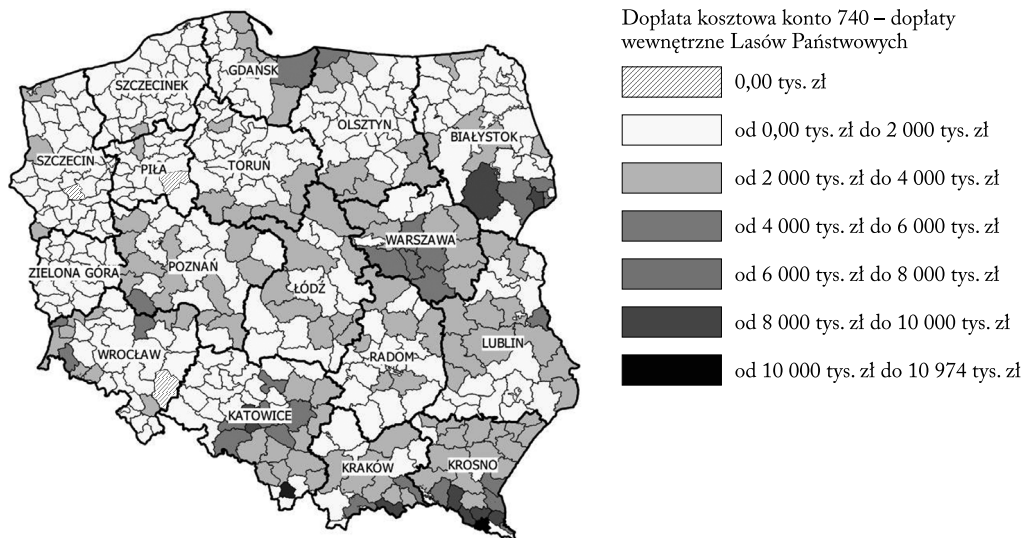 Dopłata kosztowa konto 740 – dopłaty
wewnętrzne Lasów Państwowych
0,00 tys. zł
od 0,00 tys. zł do 2 000 tys. zł
od 2 000 tys. zł do 4 000 tys. zł
od 4 000 tys. zł do 6 000 tys. zł
od 6 000 tys. zł do 8 000 tys. zł
od 8 000 tys. zł do 10 000 tys. zł
od 10 000 tys. zł do 10 974 tys. zł
GDAŃSK
SZCZECINEK
OLSZTYN
BIAŁYSTOK
SZCZECIN
PIŁA
TORUŃ
WARSZAWA
ZIELONA GÓRA
POZNAŃ
ŁÓDŹ
LUBLIN
WROCŁAW
RADOM
KATOWICE
KRAKÓW
KROSNO